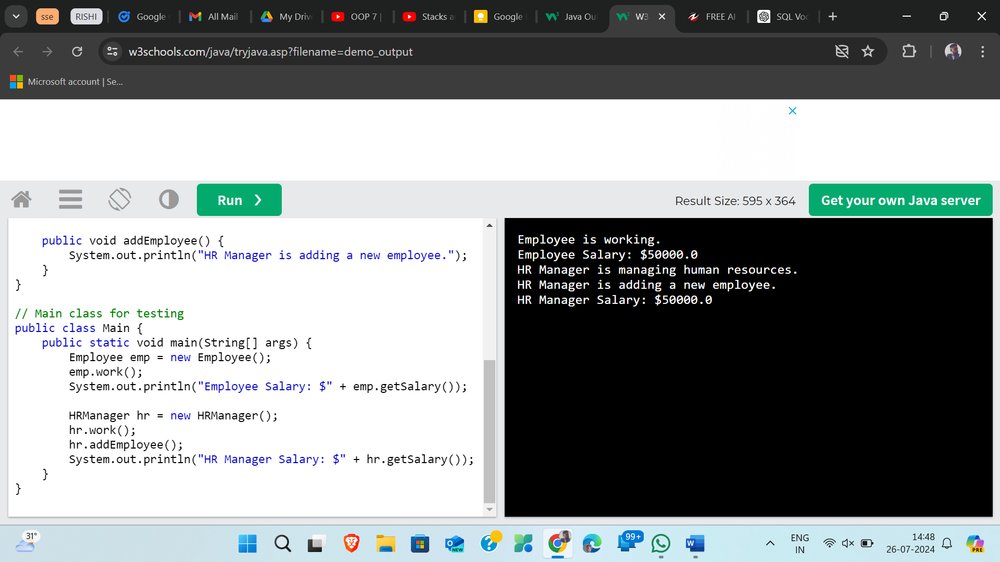 sse
RISHI
Google
All Mail
My Drive
OOP 7 |
Stacks a
Google
Java Ou
W3
FREE AI
SQL Voc
w3schools.com/java/tryjava.asp?filename=demo_output
Microsoft account | Se...
Run ❯
Result Size: 595 x 364
Get your own Java server
public void addEmployee() {
System.out.println("HR Manager is adding a new employee.");
}
}
// Main class for testing
public class Main {
public static void main(String[] args) {
Employee emp = new Employee();
emp.work();
System.out.println("Employee Salary: $" + emp.getSalary());
HRManager hr = new HRManager();
hr.work();
hr.addEmployee();
System.out.println("HR Manager Salary: $" + hr.getSalary());
}
}
Employee is working.
Employee Salary: $50000.0
HR Manager is managing human resources.
HR Manager is adding a new employee.
HR Manager Salary: $50000.0
31°
NEW
99+
ENG
IN
14:48
26-07-2024
PRE